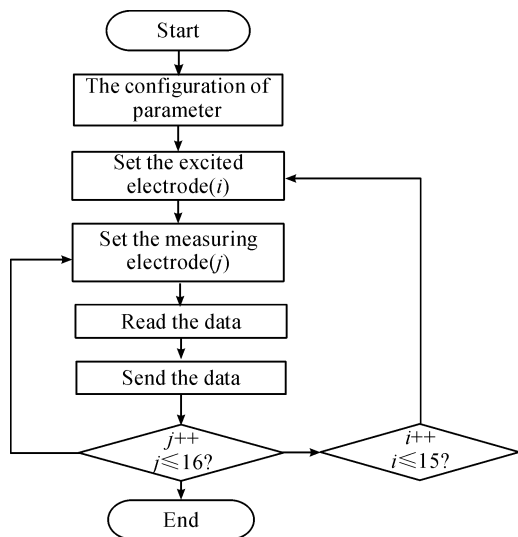 Start
The configuration of
parameter
Set the excited
electrode(i)
Set the measuring
electrode(j)
Read the data
Send the data
j++
j⩽16?
i++
i⩽15?
End